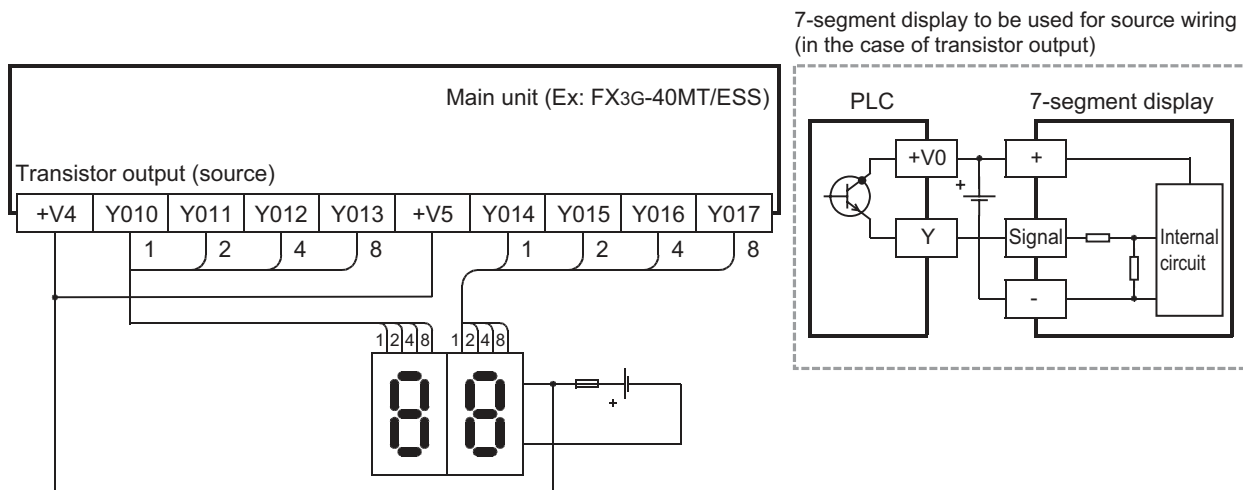 7-segment display to be used for source wiring
(in the case of transistor output)
Main unit (Ex: FX3G-40MT/ESS)
Transistor output (source)
+V4 Y010 Y011 Y012 Y013 +V5 Y014 Y015 Y016 Y017
1 2 4 8 1 2 4 8
1 2 4 8 1 2 4 8
88
+
PLC 7-segment display
+V0 +
+
Y Signal Internal
circuit
-